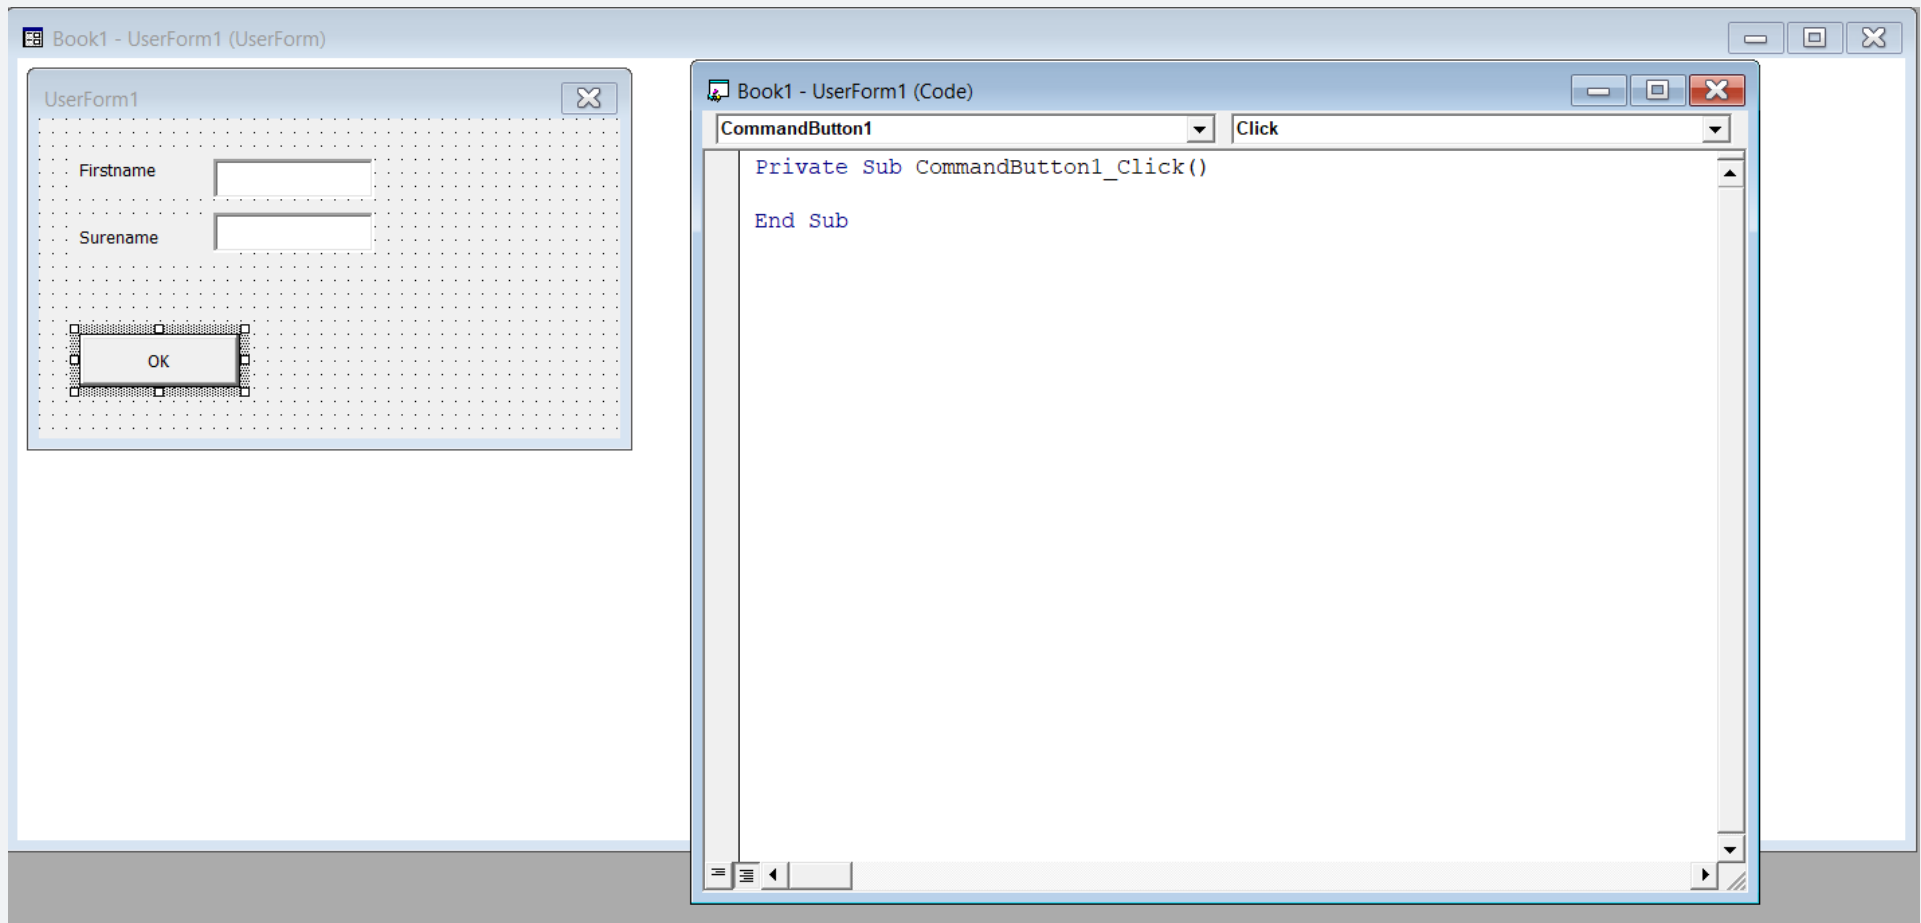 Book1 - UserForm1 (UserForm)
UserForm1
Firstname
Surename
OK
Book1 - UserForm1 (Code)
CommandButton1
Click
Private Sub CommandButton1_Click()
End Sub